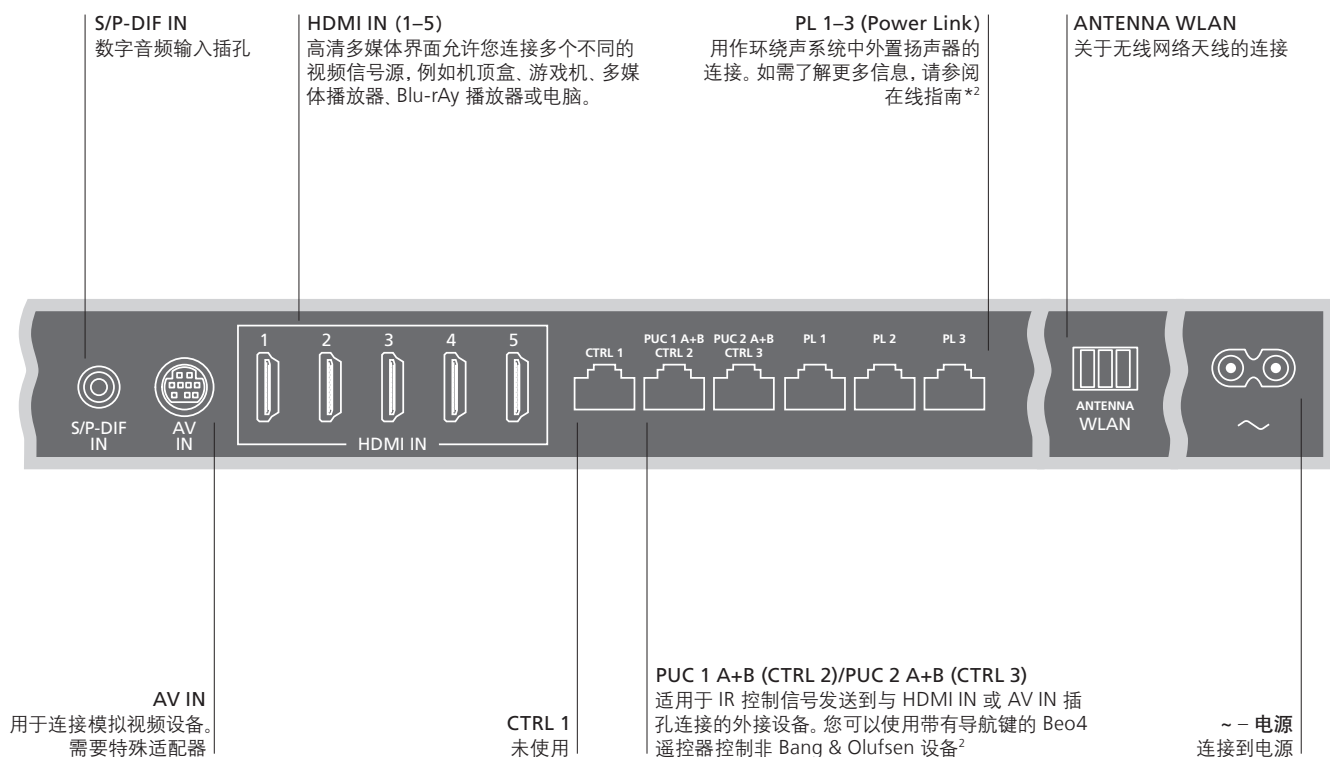 S/P-DIF IN
数字音频输入插孔
HDMI IN (1–5)
高清多媒体界面允许您连接多个不同的
视频信号源，例如机顶盒、游戏机、多媒
体播放器、Blu-rAy 播放器或电脑。
PL 1–3 (Power Link)
用作环绕声系统中外置扬声器的
连接。如需了解更多信息，请参阅
在线指南*2
ANTENNA WLAN
关于无线网络天线的连接
S/P-DIF
IN
AV
IN
1 2 3 4 5
HDMI IN
CTRL 1
PUC 1 A+B
CTRL 2
PUC 2 A+B
CTRL 3
PL 1
PL 2
PL 3
ANTENNA
WLAN
~
AV IN
用于连接模拟视频设备。
需要特殊适配器
CTRL 1
未使用
PUC 1 A+B (CTRL 2)/PUC 2 A+B (CTRL 3)
适用于 IR 控制信号发送到与 HDMI IN 或 AV IN 插
孔连接的外接设备。您可以使用带有导航键的 Beo4
遥控器控制非 Bang & Olufsen 设备2
~ – 电源
连接到电源